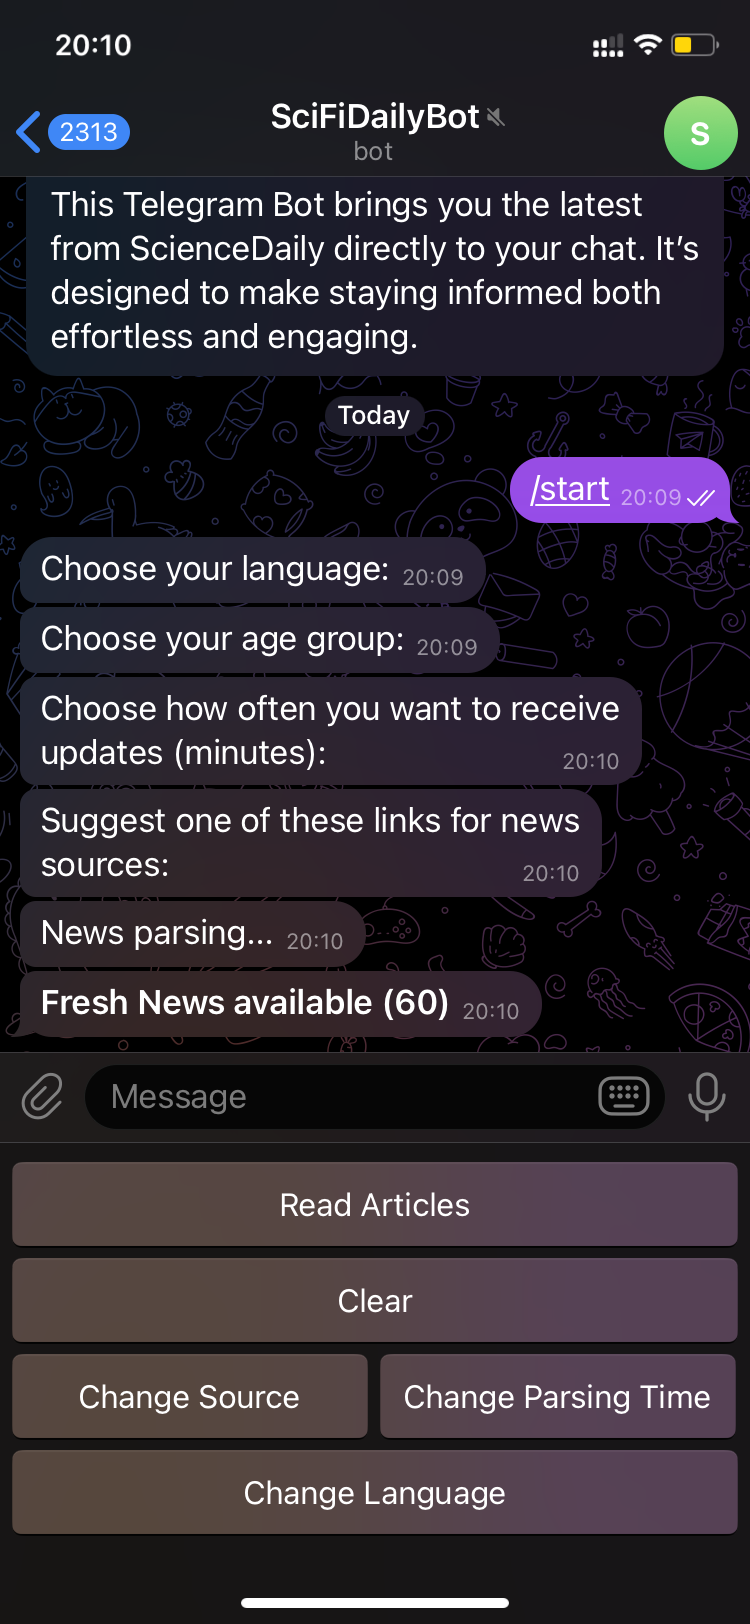 20:10
2313
SciFiDailyBot
bot
S
This Telegram Bot brings you the latest
from ScienceDaily directly to your chat. It’s
designed to make staying informed both
effortless and engaging.
Today
/start 20:09
Choose your language: 20:09
Choose your age group: 20:09
Choose how often you want to receive
updates (minutes): 20:10
Suggest one of these links for news
sources: 20:10
News parsing... 20:10
Fresh News available (60) 20:10
Message
Read Articles
Clear
Change Source
Change Parsing Time
Change Language